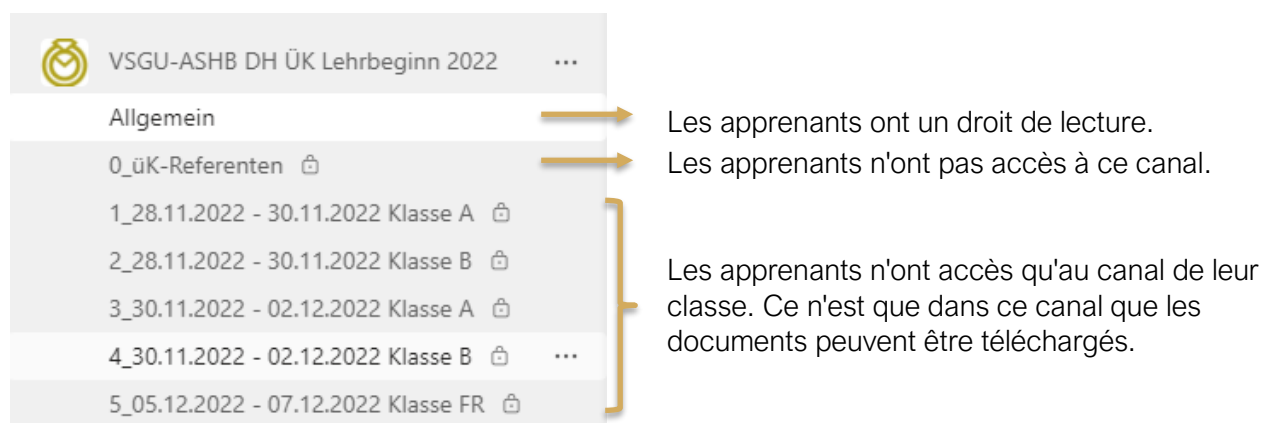 VSGU-ASHB DH ÜK Lehrbeginn 2022 ...
Allgemein
Les apprenants ont un droit de lecture.
0_üK-Referenten
Les apprenants n'ont pas accès à ce canal.
1_28.11.2022 - 30.11.2022 Klasse A
2_28.11.2022 - 30.11.2022 Klasse B
3_30.11.2022 - 02.12.2022 Klasse A
4_30.11.2022 - 02.12.2022 Klasse B ...
5_05.12.2022 - 07.12.2022 Klasse FR
Les apprenants n'ont accès qu'au canal de leur
classe. Ce n'est que dans ce canal que les
documents peuvent être téléchargés.